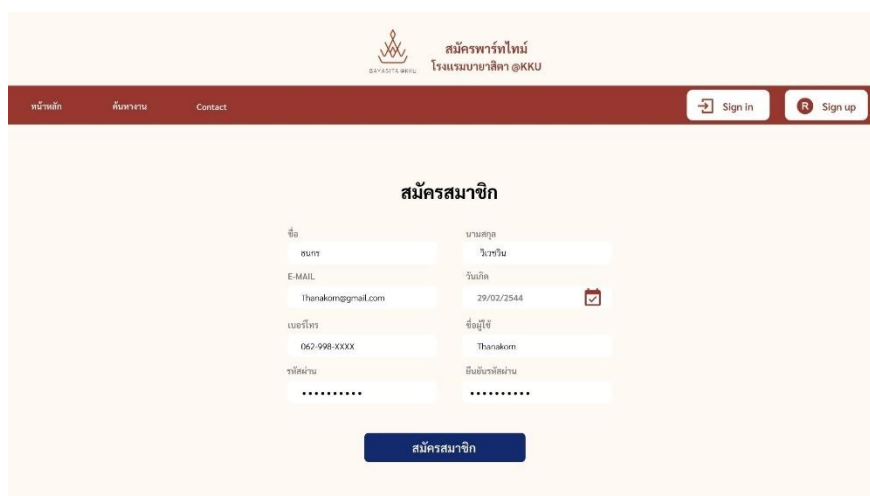 สมัครพาร์ทไทม์
BAYASITA @KKU
โรงแรมบายาสิตา @KKU
หน้าหลัก ค้นหางาน Contact Sign in R Sign up
สมัครสมาชิก
ชื่อ นามสกุล
ธนกร วิเวชวิน
E-MAIL วันเกิด
Thanakorn@gmail.com 29/02/2544
เบอร์โทร ชื่อผู้ใช้
062-998-XXXX Thanakorn
รหัสผ่าน ยืนยันรหัสผ่าน
•••••••••• ••••••••••
สมัครสมาชิก